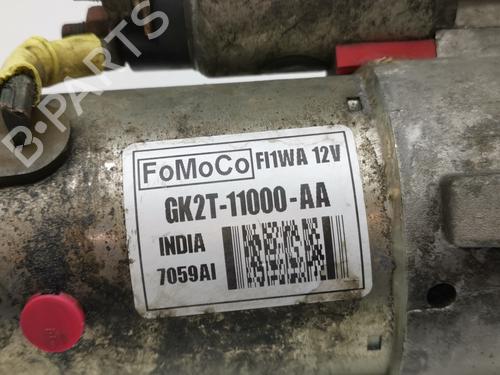 FoMoCo FI1WA 12V
GK2T-11000-AA
INDIA
7059AI
B-PARTS